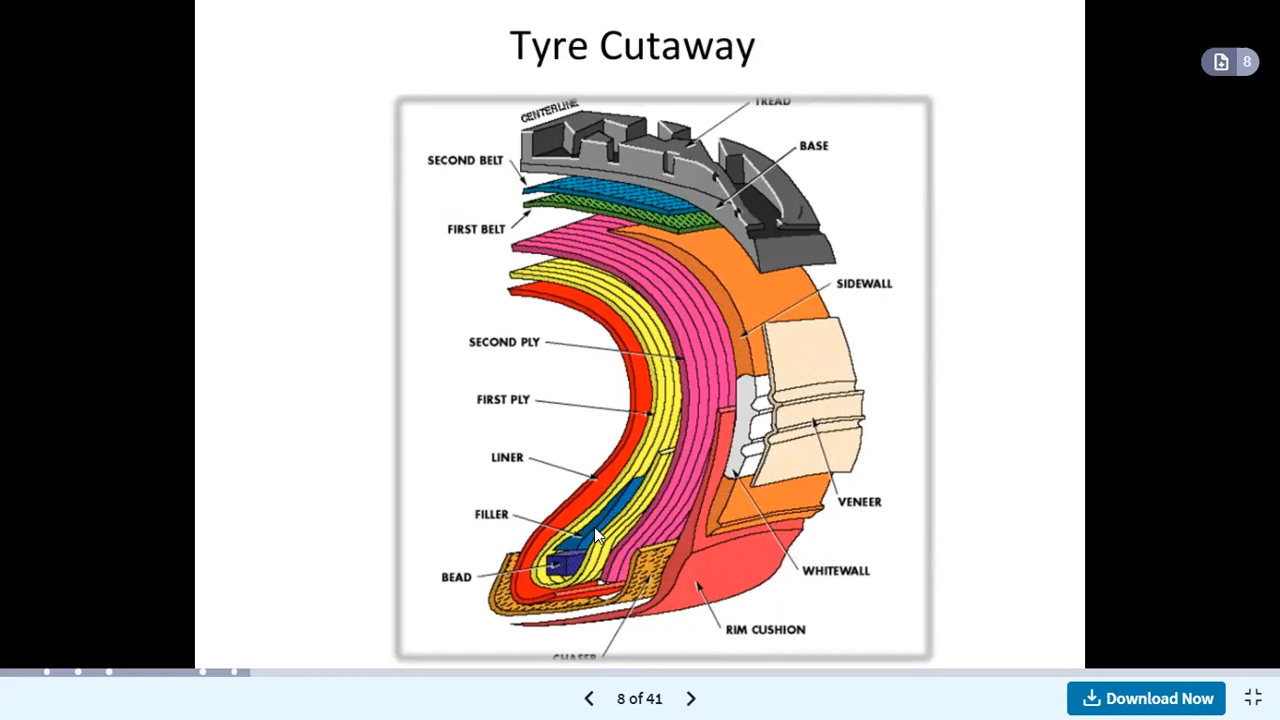 Tyre Cutaway
8
CENTERLINE
TREAD
BASE
SECOND BELT
FIRST BELT
SIDEWALL
SECOND PLY
FIRST PLY
LINER
VENEER
FILLER
WHITEWALL
BEAD
RIM CUSHION
CHAFER
8 of 41
Download Now